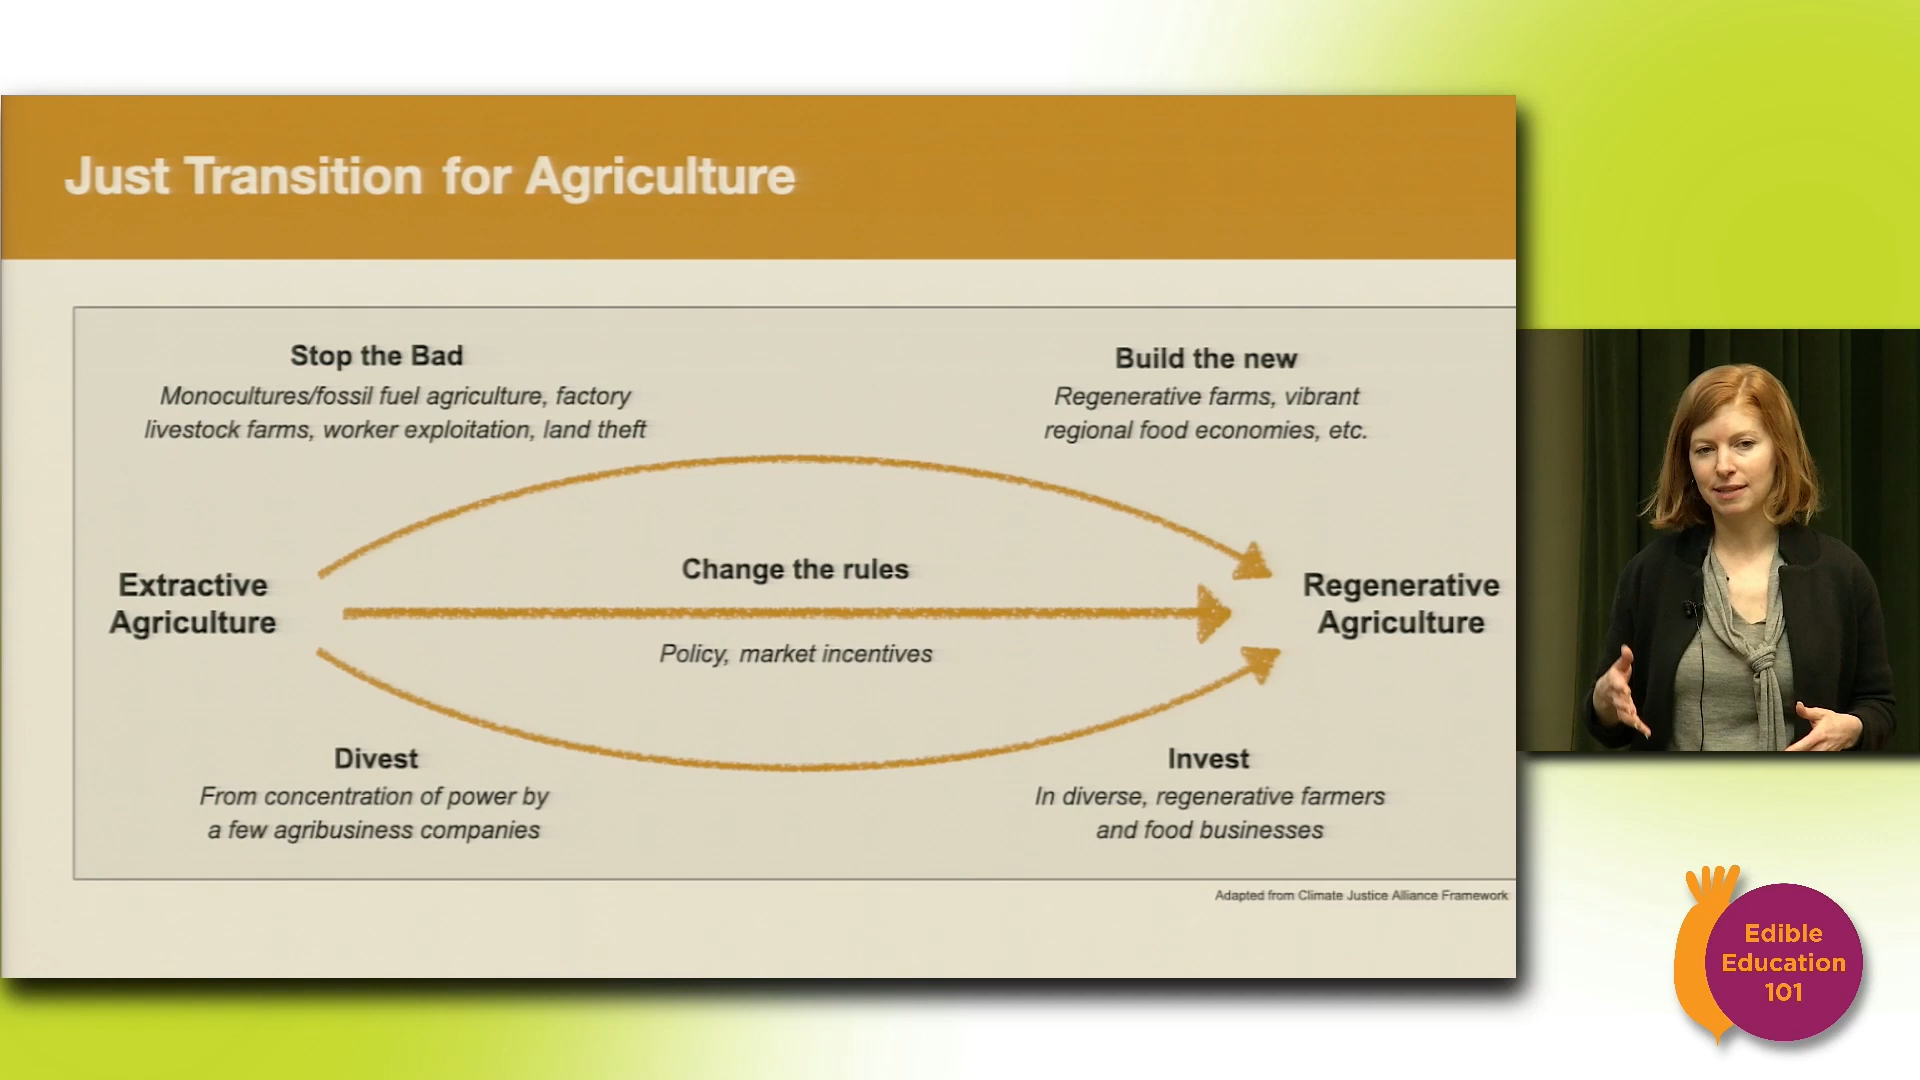 Just Transition for Agriculture
Stop the Bad
Monocultures/fossil fuel agriculture, factory
livestock farms, worker exploitation, land theft
Build the new
Regenerative farms, vibrant
regional food economies, etc.
Extractive
Agriculture
Change the rules
Policy, market incentives
Regenerative
Agriculture
Divest
From concentration of power by
a few agribusiness companies
Invest
In diverse, regenerative farmers
and food businesses
Adapted from Climate Justice Alliance Framework
Edible
Education
101